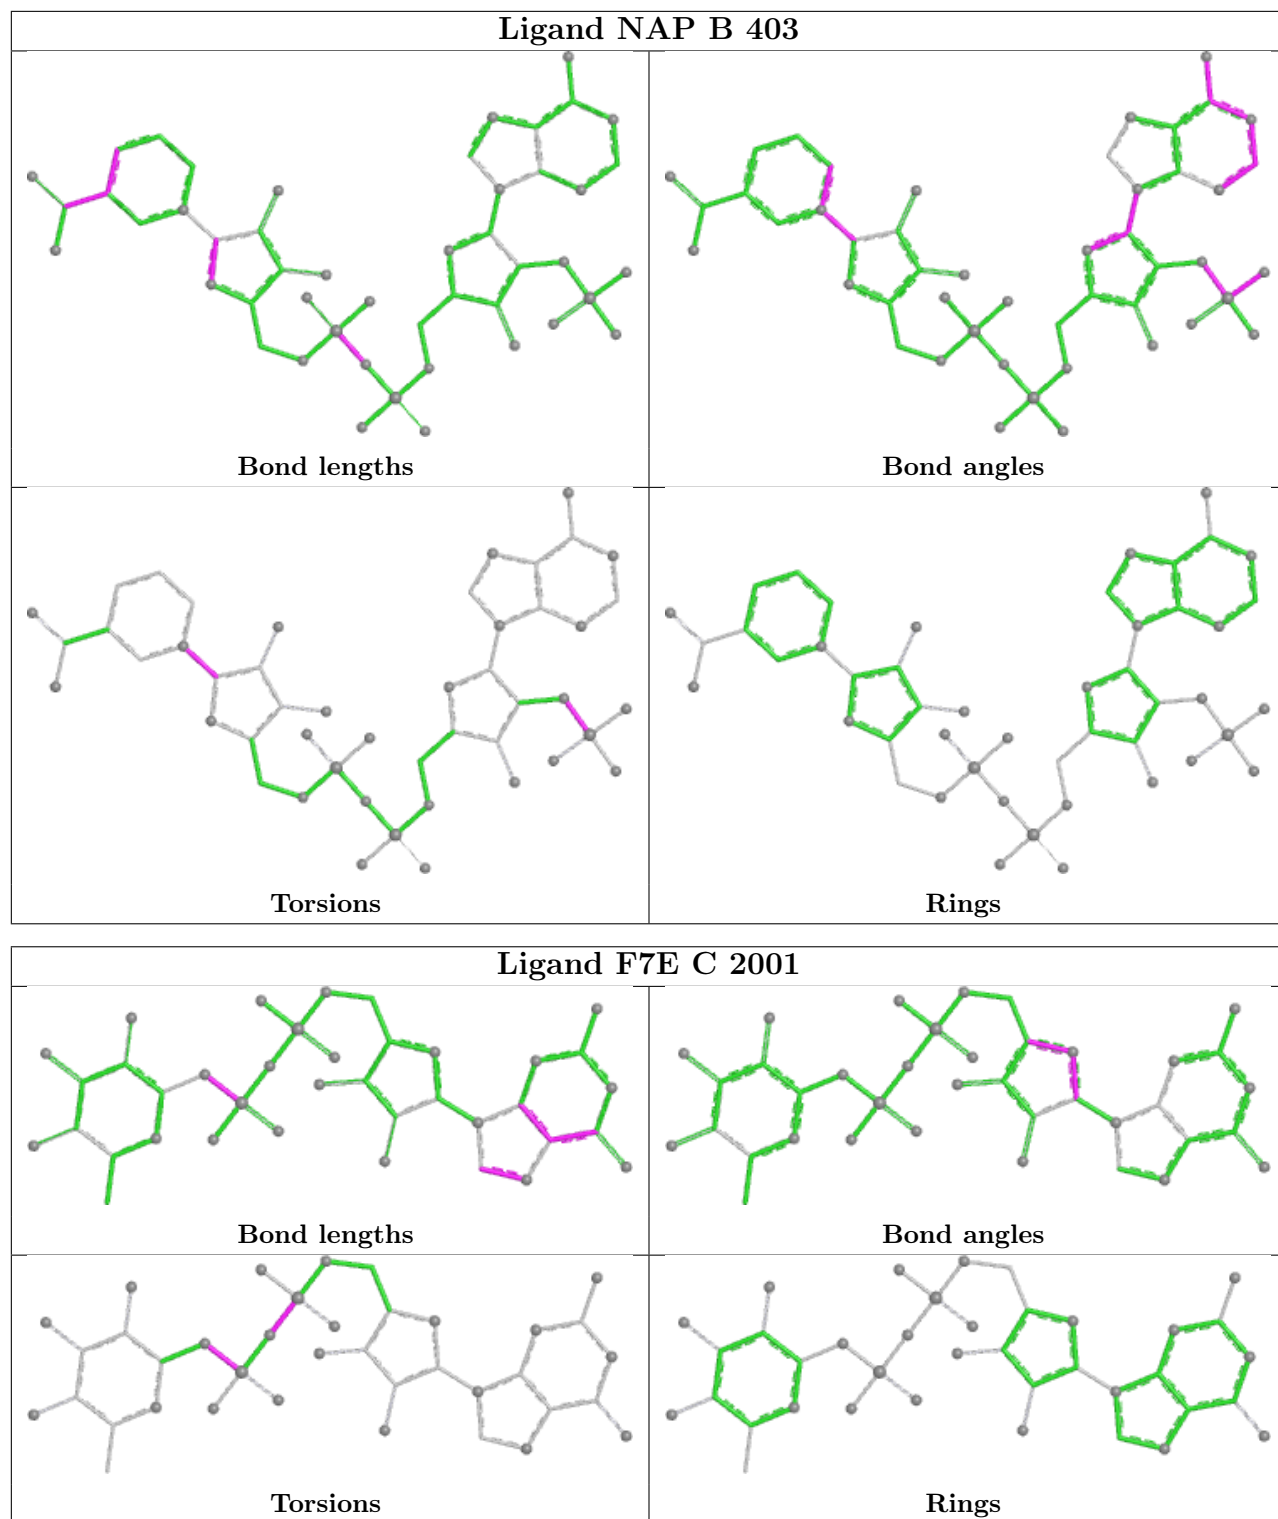 Ligand NAP B 403
Bond lengths
Bond angles
Torsions
Rings
Ligand F7E C 2001
Bond lengths
Bond angles
Torsions
Rings